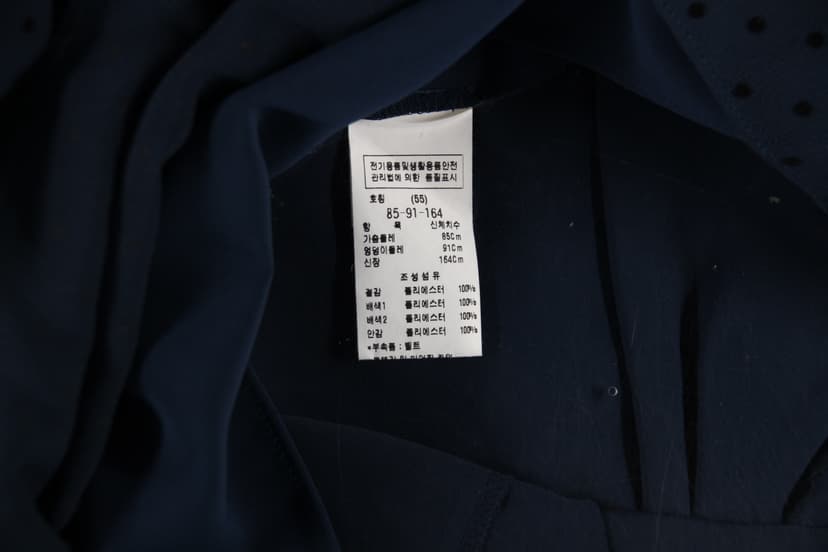 전기용품및생활용품안전
관리법에 의한 품질표시
호칭 (55)
85-91-164
항 목 신체치수
가슴둘레 85Cm
엉덩이둘레 91Cm
신장 164Cm
조성섬유
겉감 폴리에스터 100%
배색1 폴리에스터 100%
배색2 폴리에스터 100%
안감 폴리에스터 100%
*부속품 : 벨트